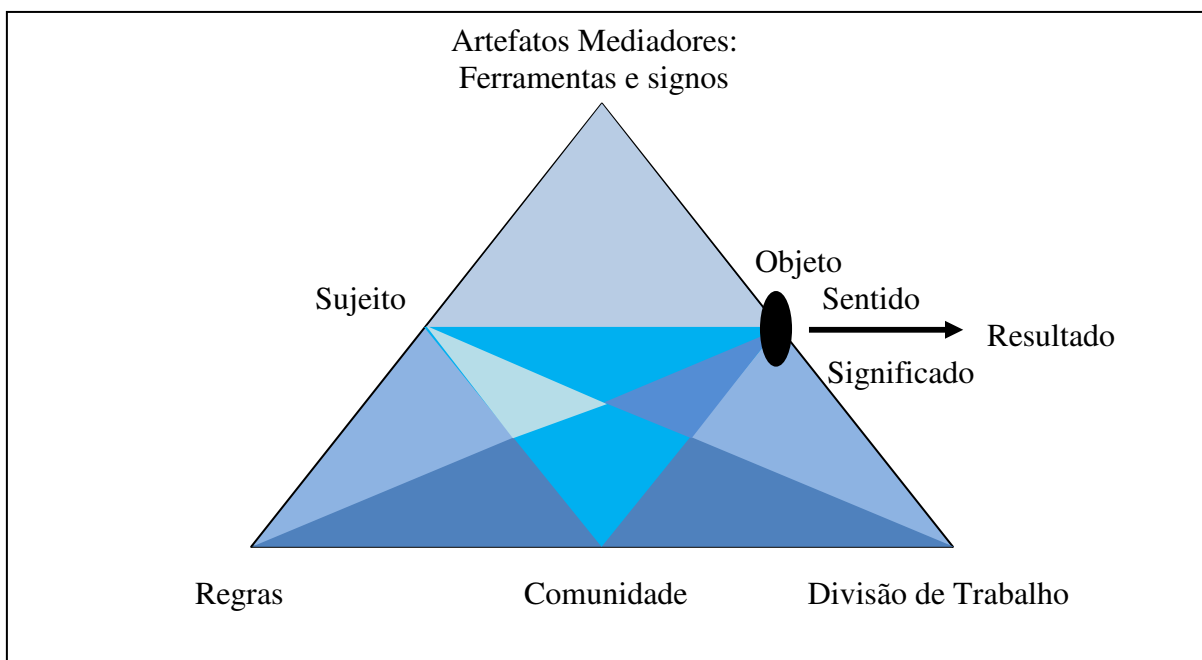 Artefatos Mediadores:
Ferramentas e signos
Objeto
Sujeito
Sentido
Resultado
Significado
Regras
Comunidade
Divisão de Trabalho